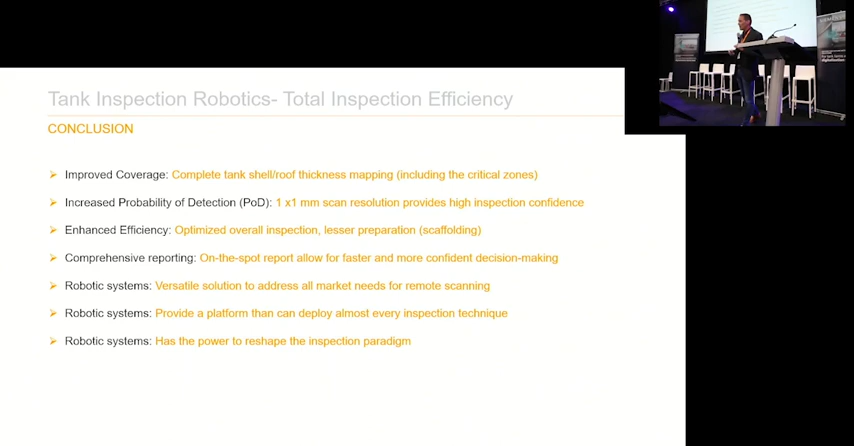 Tank Inspection Robotics- Total Inspection Efficiency
CONCLUSION
Improved Coverage: Complete tank shell/roof thickness mapping (including the critical zones)
Increased Probability of Detection (PoD): 1 x1 mm scan resolution provides high inspection confidence
Enhanced Efficiency: Optimized overall inspection, lesser preparation (scaffolding)
Comprehensive reporting: On-the-spot report allow for faster and more confident decision-making
Robotic systems: Versatile solution to address all market needs for remote scanning
Robotic systems: Provide a platform than can deploy almost every inspection technique
Robotic systems: Has the power to reshape the inspection paradigm